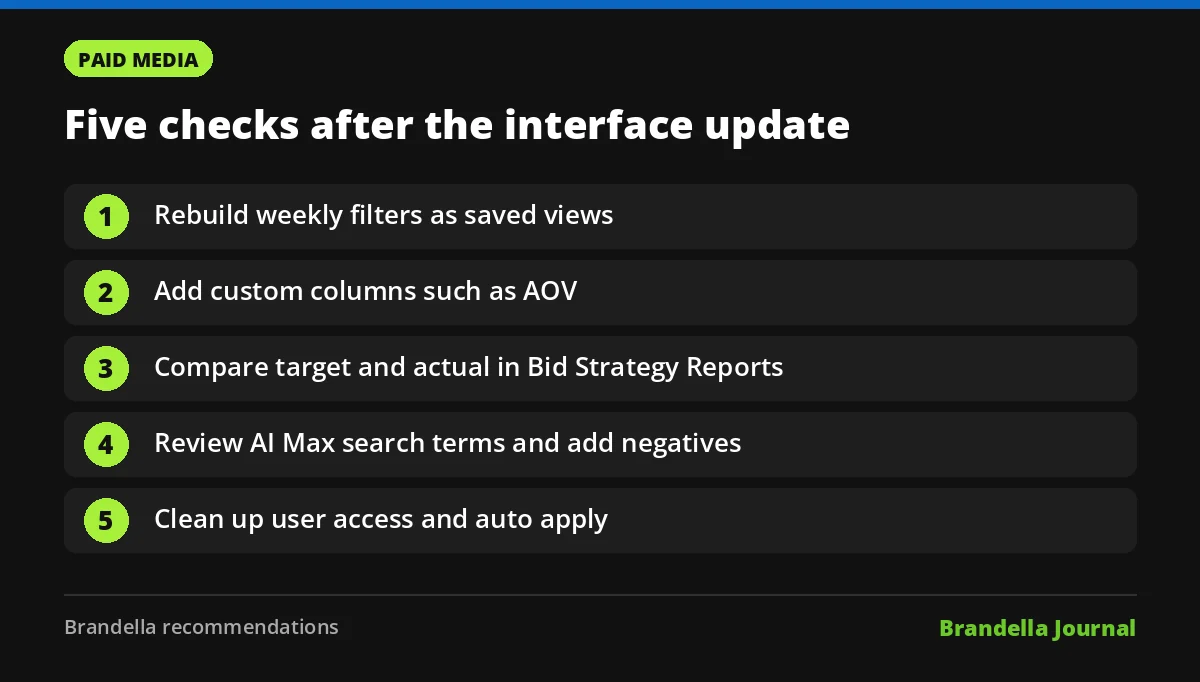 PAID MEDIA
Five checks after the interface update
1 Rebuild weekly filters as saved views
2 Add custom columns such as AOV
3 Compare target and actual in Bid Strategy Reports
4 Review AI Max search terms and add negatives
5 Clean up user access and auto apply
Brandella recommendations
Brandella Journal